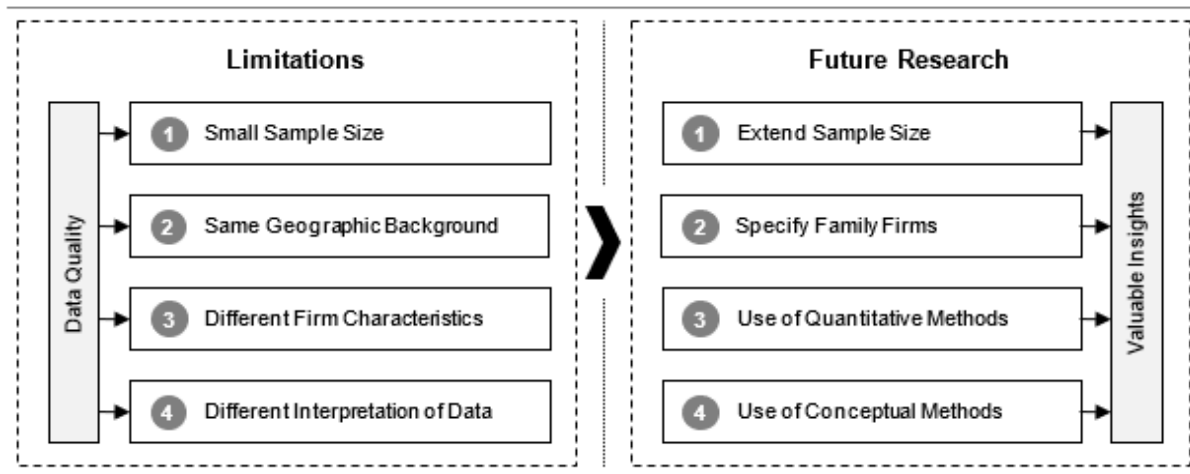 Limitations
Data Quality
1 Small Sample Size
2 Same Geographic Background
3 Different Firm Characteristics
4 Different Interpretation of Data
Future Research
1 Extend Sample Size
2 Specify Family Firms
3 Use of Quantitative Methods
4 Use of Conceptual Methods
Valuable Insights